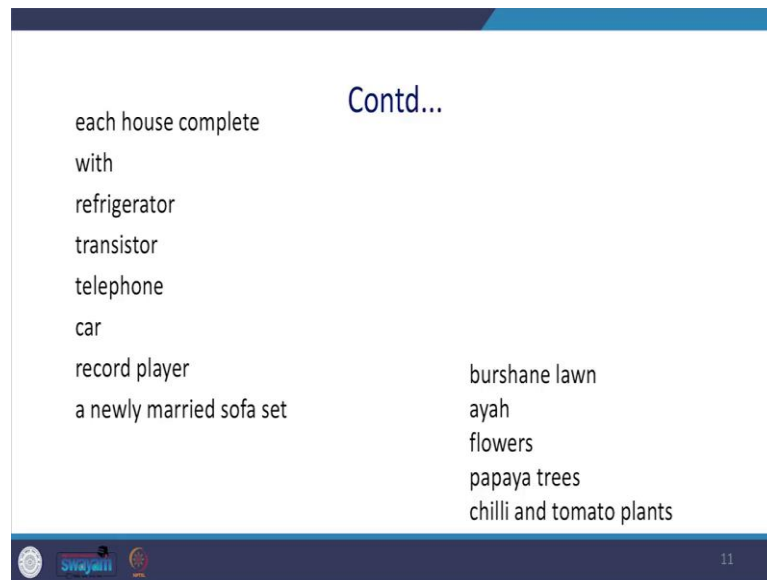 Contd...
each house complete
with
refrigerator
transistor
telephone
car
record player
a newly married sofa set
burshane lawn
ayah
flowers
papaya trees
chilli and tomato plants
swayam
11